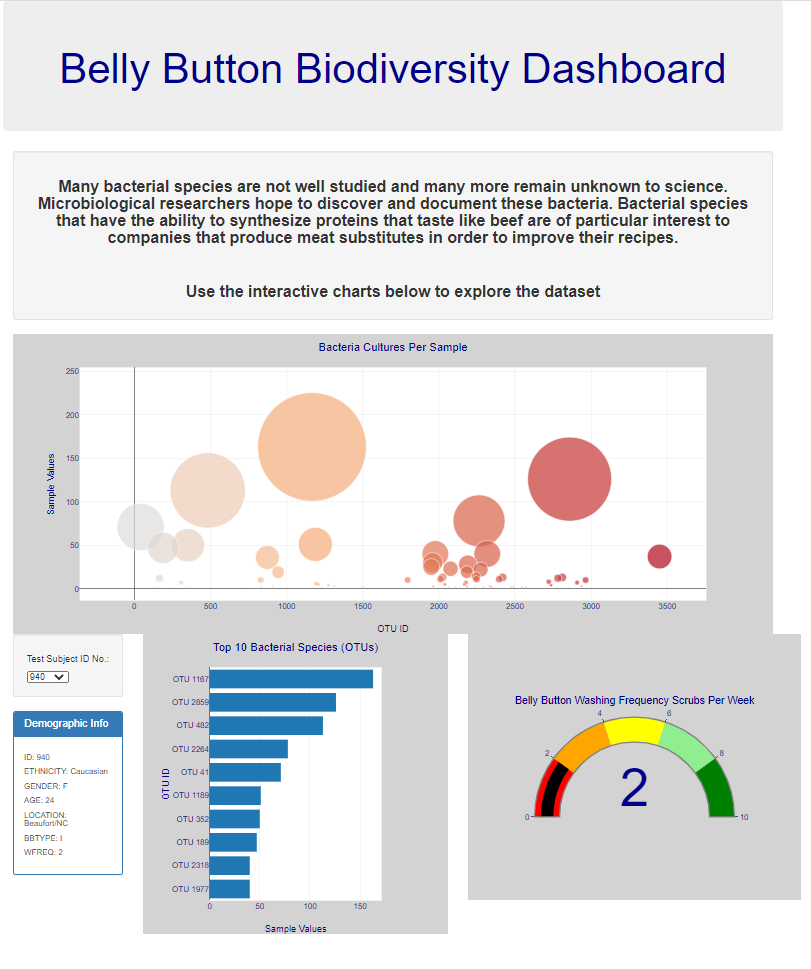 Belly Button Biodiversity Dashboard
Many bacterial species are not well studied and many more remain unknown to science.
Microbiological researchers hope to discover and document these bacteria. Bacterial species
that have the ability to synthesize proteins that taste like beef are of particular interest to
companies that produce meat substitutes in order to improve their recipes.
Use the interactive charts below to explore the dataset
Bacteria Cultures Per Sample
Sample Values
250
200
150
100
50
0
0 500 1000 1500 2000 2500 3000 3500
OTU ID
Test Subject ID No.:
940
Demographic Info
ID: 940
ETHNICITY: Caucasian
GENDER: F
AGE: 24
LOCATION:
Beaufort/NC
BBTYPE: I
WFREQ: 2
Top 10 Bacterial Species (OTUs)
OTU ID
OTU 1167
OTU 2859
OTU 482
OTU 2264
OTU 41
OTU 1189
OTU 352
OTU 189
OTU 2318
OTU 1977
0 50 100 150
Sample Values
Belly Button Washing Frequency Scrubs Per Week
0
2
4
6
8
10
2